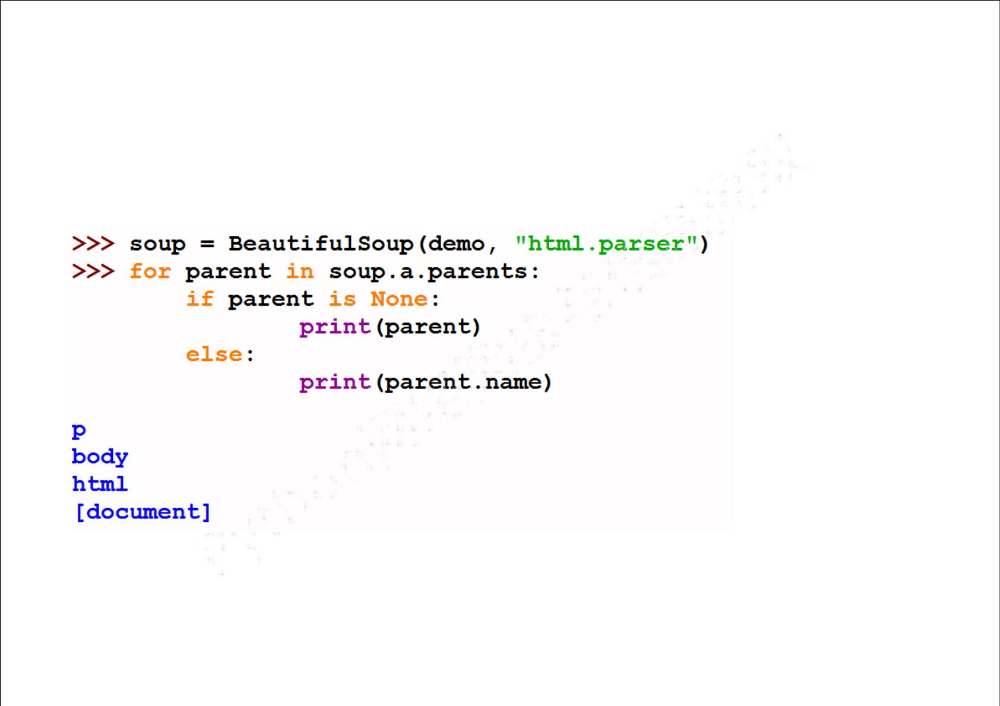 >>> soup = BeautifulSoup(demo, "html.parser")
>>> for parent in soup.a.parents:
        if parent is None:
                print(parent)
        else:
                print(parent.name)
p
body
html
[document]